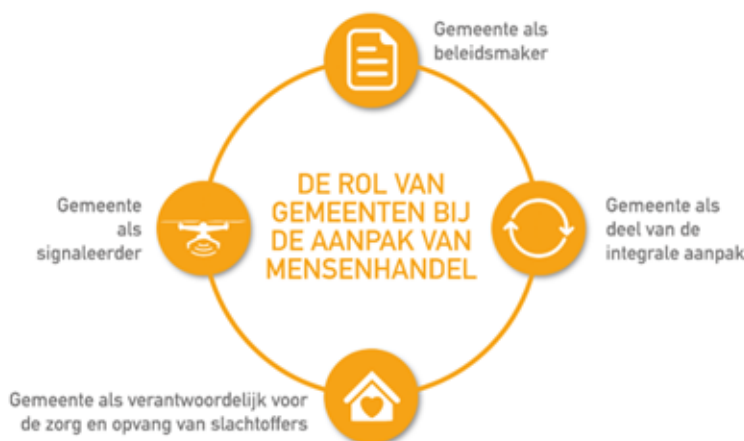 Gemeente als
beleidsmaker
DE ROL VAN
GEMEENTEN BIJ
DE AANPAK VAN
MENSENHANDEL
Gemeente
als
signaleerder
Gemeente als
deel van de
integrale aanpak
Gemeente als verantwoordelijk voor
de zorg en opvang van slachtoffers